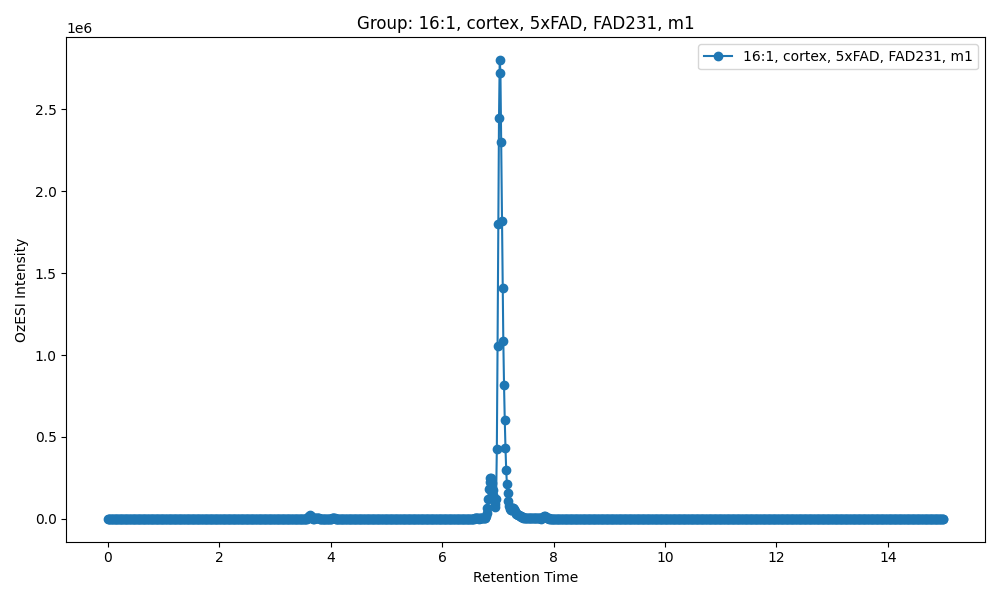 Group: 16:1, cortex, 5xFAD, FAD231, m1
1e6
16:1, cortex, 5xFAD, FAD231, m1
2.5
2.0
1.5
1.0
0.5
0.0
OzESI Intensity
0 2 4 6 8 10 12 14
Retention Time